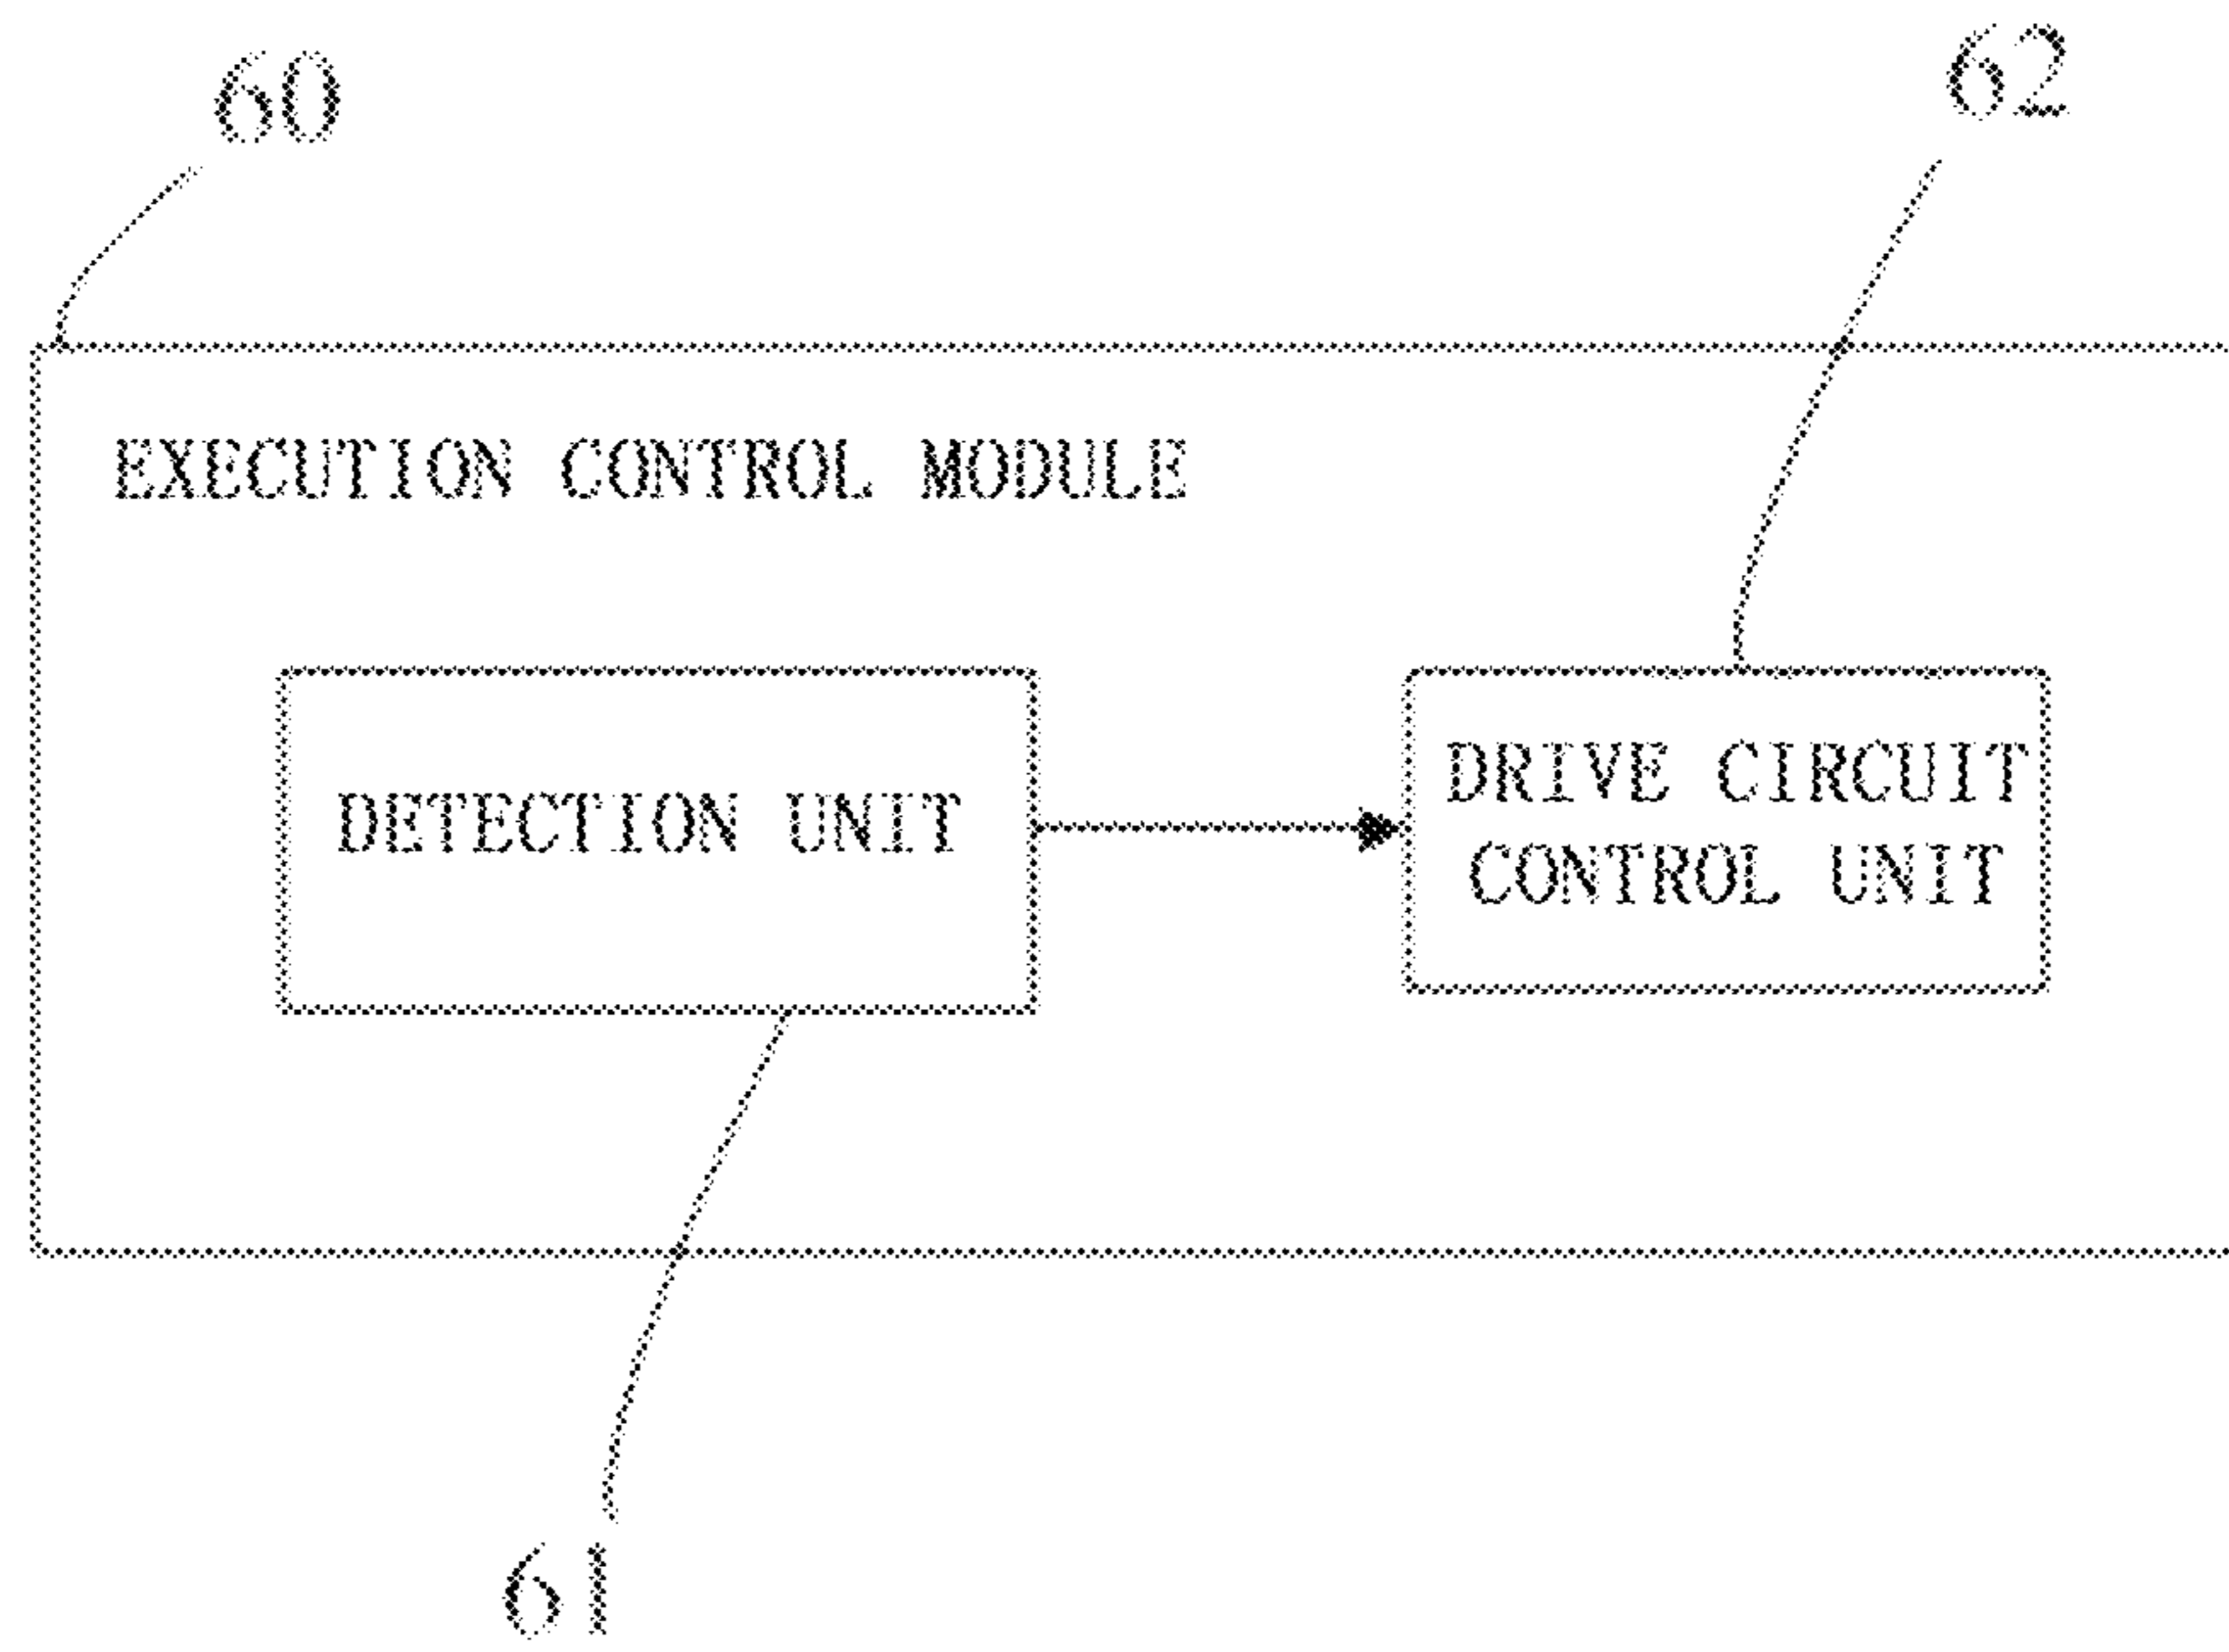 60
62
EXECUTION CONTROL MODULE
DETECTION UNIT
DRIVE CIRCUIT
CONTROL UNIT
61